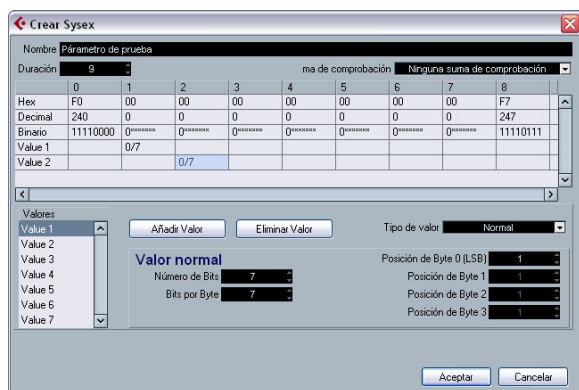 Crear Sysex
Nombre Párametro de prueba
Duración 9 ma de comprobación Ninguna suma de comprobación
0 1 2 3 4 5 6 7 8
Hex F0 00 00 00 00 00 00 00 F7
Decimal 240 0 0 0 0 0 0 0 247
Binario 11110000 0******* 0******* 0******* 0******* 0******* 0******* 0******* 11110111
Value 1 0/7
Value 2 0/7
Valores
Value 1 Añadir Valor Eliminar Valor Tipo de valor Normal
Value 2
Value 3 Valor normal Posición de Byte 0 (LSB) 1
Value 4 Número de Bits 7 Posición de Byte 1 1
Value 5 Bits por Byte 7 Posición de Byte 2 1
Value 6 Posición de Byte 3 1
Value 7
Aceptar Cancelar